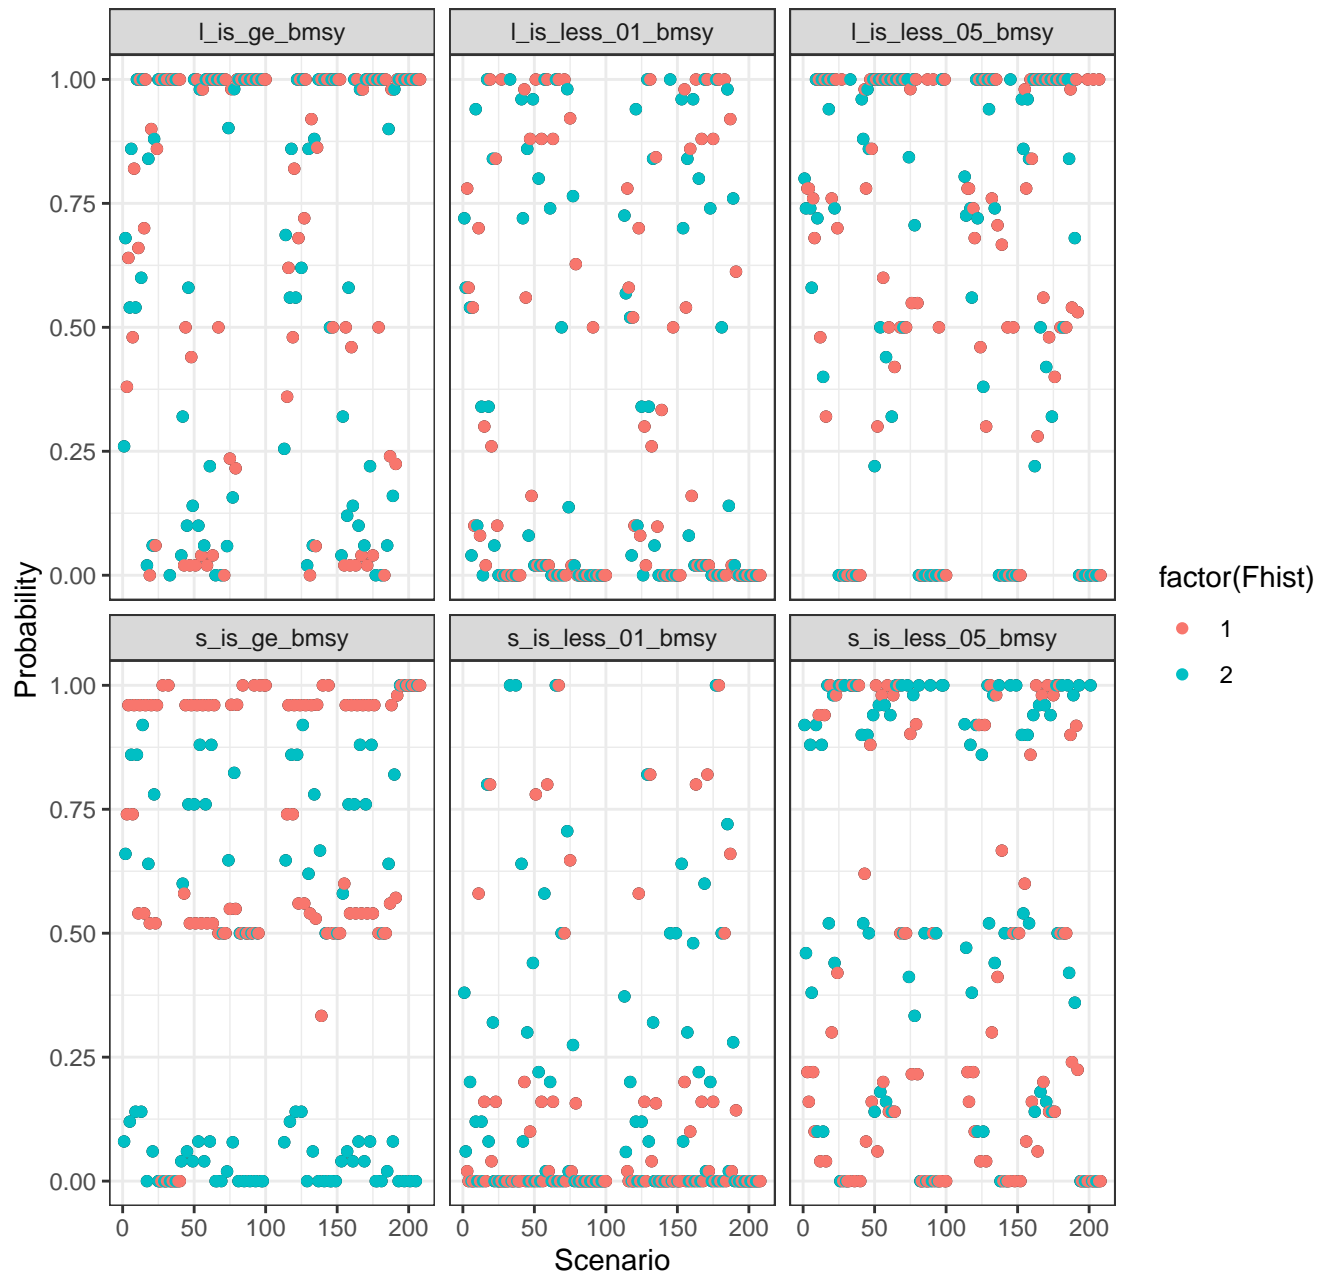 l_is_ge_bmsy
l_is_less_01_bmsy
l_is_less_05_bmsy
1.00
0.75
0.50
0.25
0.00
s_is_ge_bmsy
s_is_less_01_bmsy
s_is_less_05_bmsy
1.00
0.75
0.50
0.25
0.00
0 50 100 150 200
0 50 100 150 200
0 50 100 150 200
Scenario
Probability
factor(Fhist)
1
2